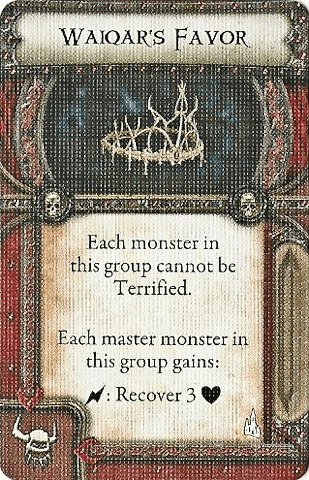 Waiqar's Favor
Each monster in
this group cannot be
Terrified.
Each master monster in
this group gains:
: Recover 3